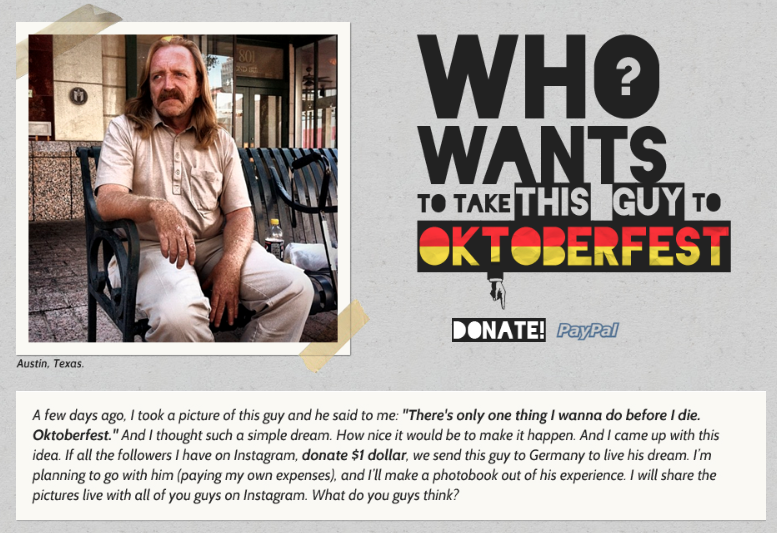 801
Austin, Texas.
WHO?
WANTS
TO TAKE THIS GUY TO
OKTOBERFEST
DONATE! PayPal
A few days ago, I took a picture of this guy and he said to me: "There's only one thing I wanna do before I die.
Oktoberfest." And I thought such a simple dream. How nice it would be to make it happen. And I came up with this
idea. If all the followers I have on Instagram, donate $1 dollar, we send this guy to Germany to live his dream. I'm
planning to go with him (paying my own expenses), and I'll make a photobook out of his experience. I will share the
pictures live with all of you guys on Instagram. What do you guys think?